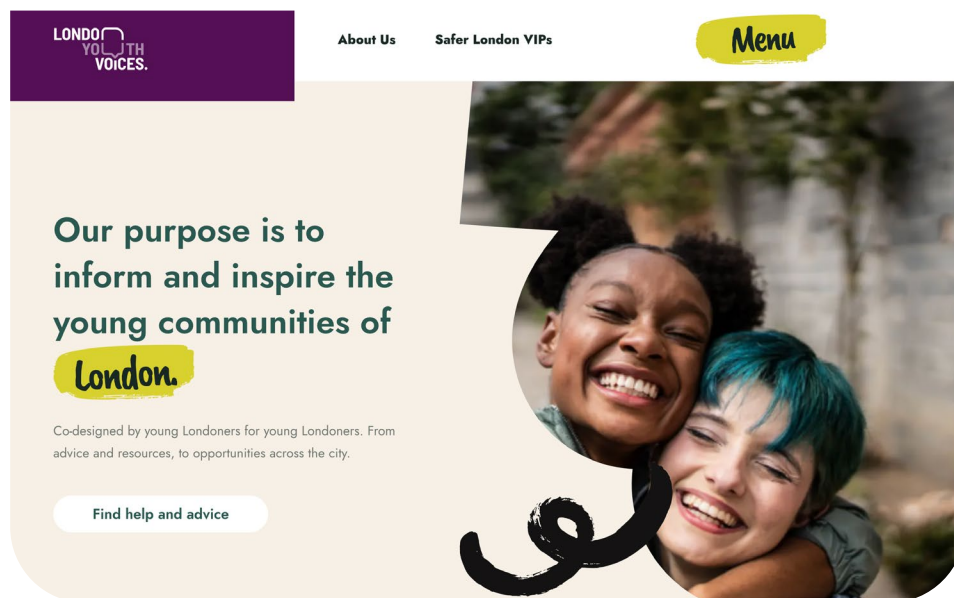 LONDO
YOUTH
VOiCES.
About Us
Safer London VIPs
Menu
Our purpose is to
inform and inspire the
young communities of
London.
Co-designed by young Londoners for young Londoners. From
advice and resources, to opportunities across the city.
Find help and advice